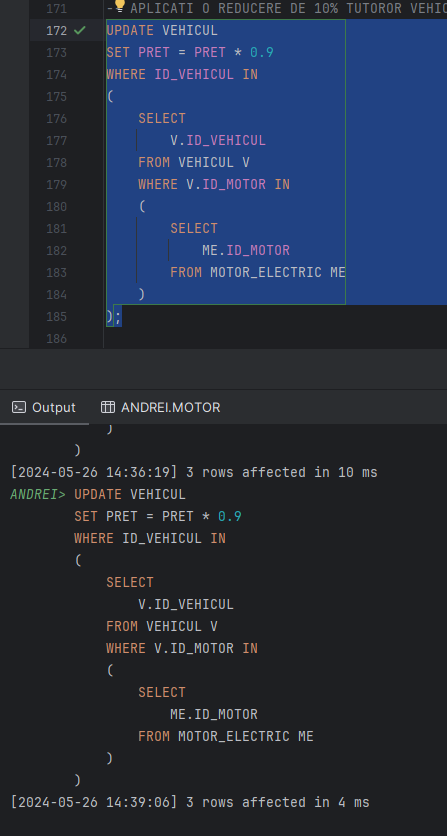 171 - APLICATI O REDUCERE DE 10% TUTUROR VEHIC
172 UPDATE VEHICUL
173 SET PRET = PRET * 0.9
174 WHERE ID_VEHICUL IN
175 (
176 SELECT
177 V.ID_VEHICUL
178 FROM VEHICUL V
179 WHERE V.ID_MOTOR IN
180 (
181 SELECT
182 ME.ID_MOTOR
183 FROM MOTOR_ELECTRIC ME
184 )
185 );
186
Output ANDREI.MOTOR
)
)
[2024-05-26 14:36:19] 3 rows affected in 10 ms
ANDREI> UPDATE VEHICUL
SET PRET = PRET * 0.9
WHERE ID_VEHICUL IN
(
SELECT
V.ID_VEHICUL
FROM VEHICUL V
WHERE V.ID_MOTOR IN
(
SELECT
ME.ID_MOTOR
FROM MOTOR_ELECTRIC ME
)
)
[2024-05-26 14:39:06] 3 rows affected in 4 ms